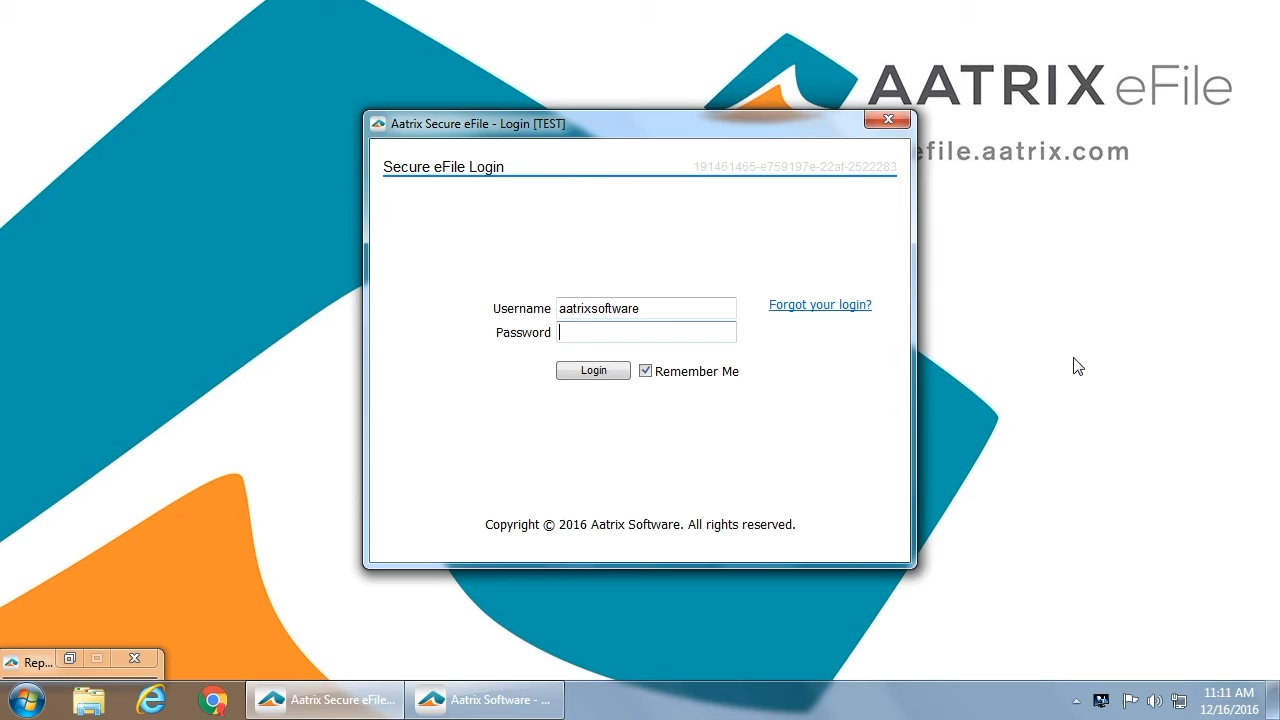 AATRIX eFile
efile.aatrix.com
Aatrix Secure eFile - Login [TEST]
Secure eFile Login 191461465-e759197e-22af-2522283
Username aatrixsoftware Forgot your login?
Password
Login Remember Me
Copyright © 2016 Aatrix Software. All rights reserved.
Rep...
Aatrix Secure eFile... Aatrix Software - ... 11:11 AM
12/16/2016